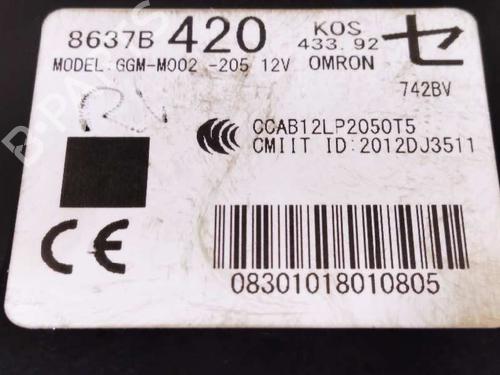 8637B 420 KOS セ
433.92
MODEL:GGM-M002 -205 12V OMRON
742BV
CCAB12LP2050T5
CMIIT ID:2012DJ3511
CE
08301018010805